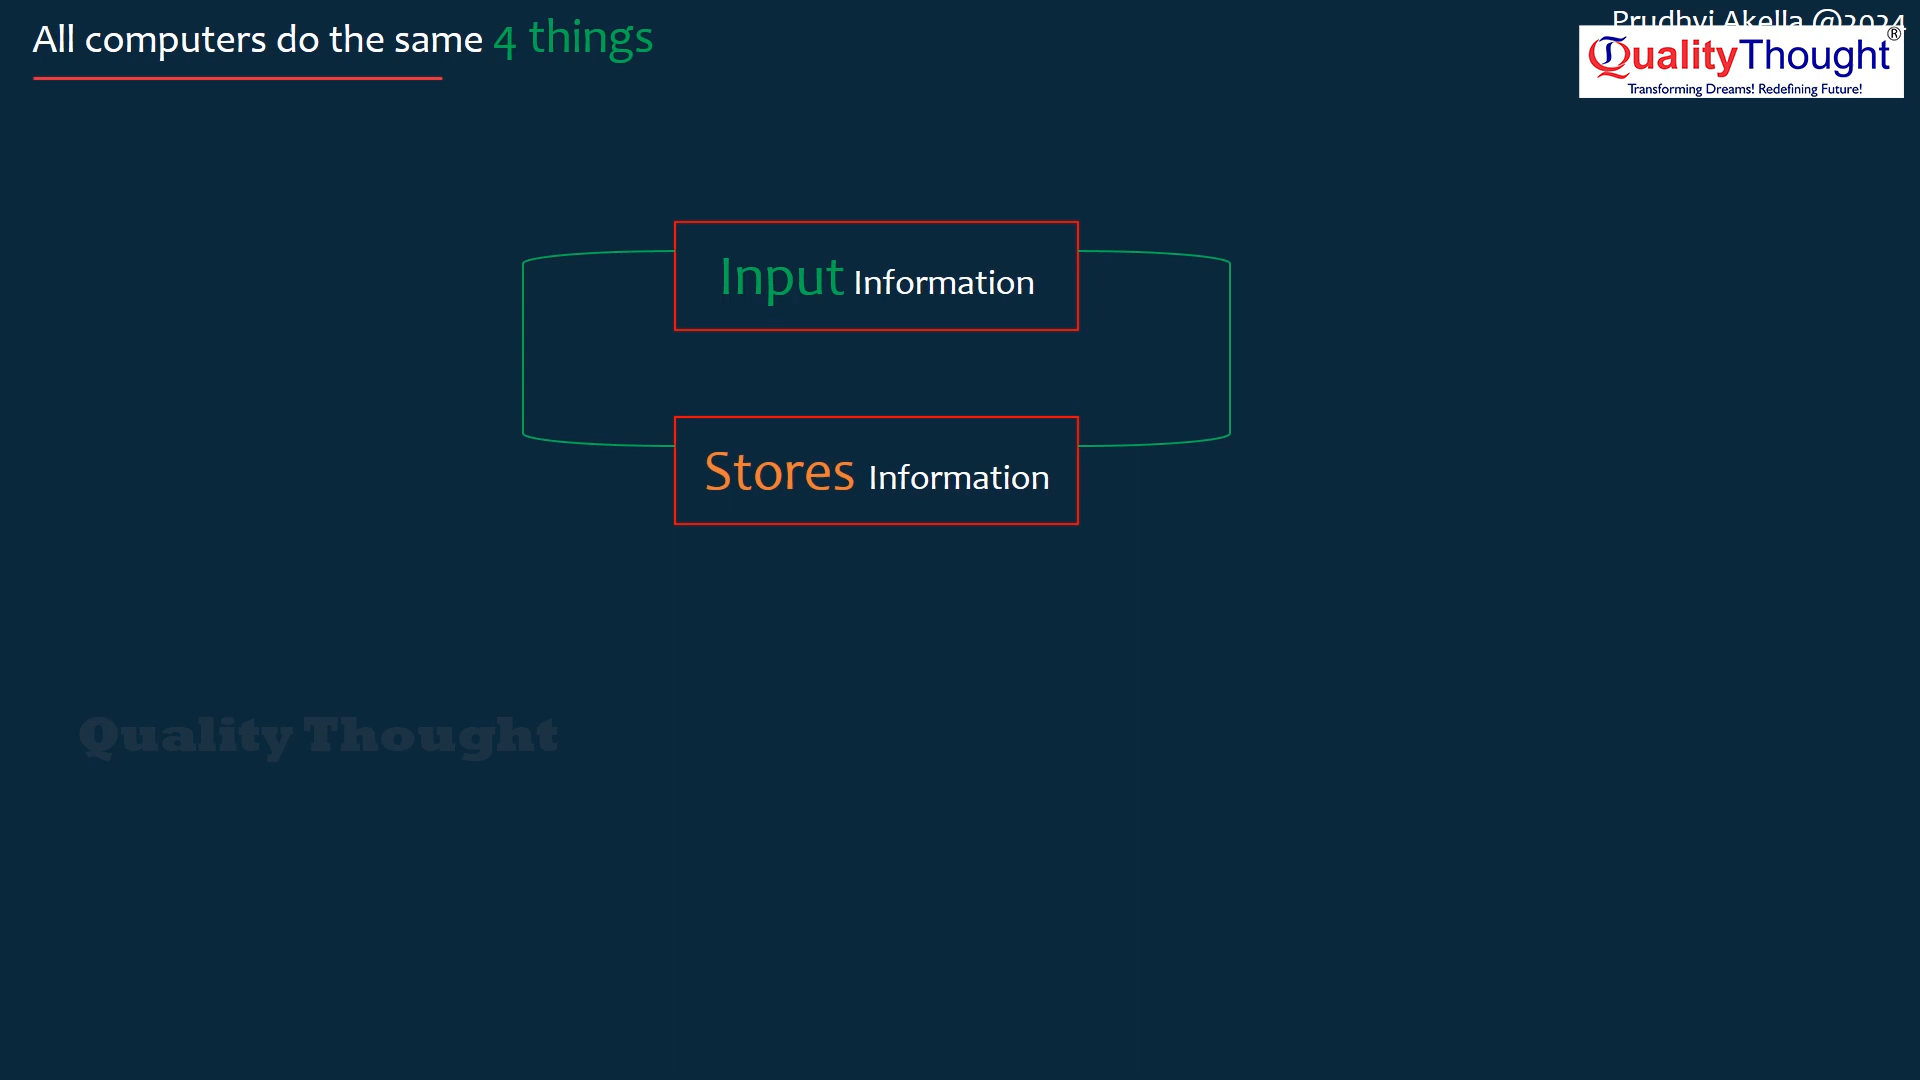 All computers do the same 4 things
Prudhvi Akella @2024
QualityThought®
Transforming Dreams! Redefining Future!
Input Information
Stores Information
Quality Thought